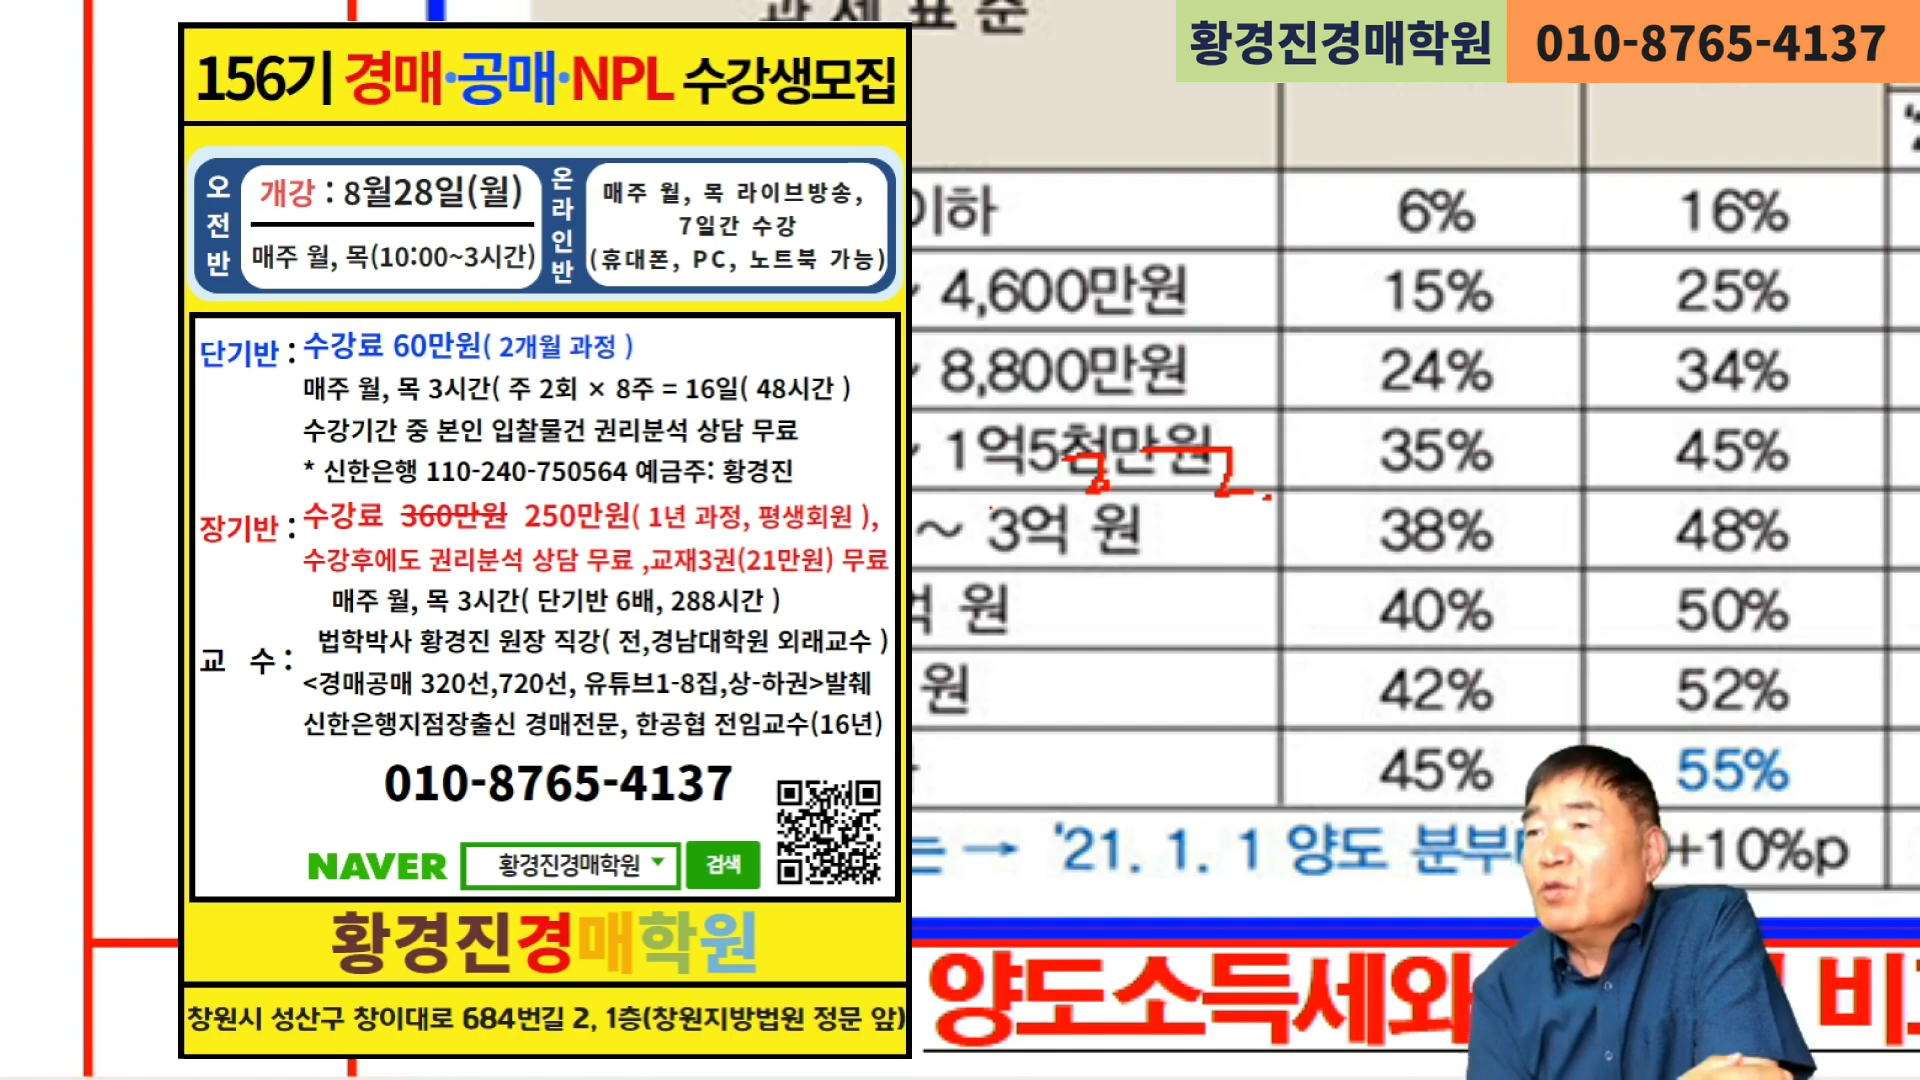 황경진경매학원 010-8765-4137
156기 경매·공매·NPL 수강생모집
오전반
개강 : 8월28일(월)
매주 월, 목(10:00~3시간)
온라인반
매주 월, 목 라이브방송,
7일간 수강
(휴대폰, PC, 노트북 가능)
단기반 : 수강료 60만원( 2개월 과정 )
매주 월, 목 3시간( 주 2회 × 8주 = 16일( 48시간 )
수강기간 중 본인 입찰물건 권리분석 상담 무료
* 신한은행 110-240-750564 예금주: 황경진
장기반 : 수강료 360만원 250만원( 1년 과정, 평생회원 ),
수강후에도 권리분석 상담 무료 ,교재3권(21만원) 무료
매주 월, 목 3시간( 단기반 6배, 288시간 )
교 수 : 법학박사 황경진 원장 직강( 전,경남대학원 외래교수 )
<경매공매 320선,720선, 유튜브1-8집,상-하권>발췌
신한은행지점장출신 경매전문, 한공협 전임교수(16년)
010-8765-4137
NAVER 황경진경매학원 검색
황경진경매학원
창원시 성산구 창이대로 684번길 2, 1층(창원지방법원 정문 앞)
과 세 표 준
이하 6% 16%
~ 4,600만원 15% 25%
~ 8,800만원 24% 34%
~ 1억5천만원 35% 45%
~ 3억 원 38% 48%
억 원 40% 50%
원 42% 52%
45% 55%
는 → '21. 1. 1 양도 분부 +10%p
양도소득세와 비